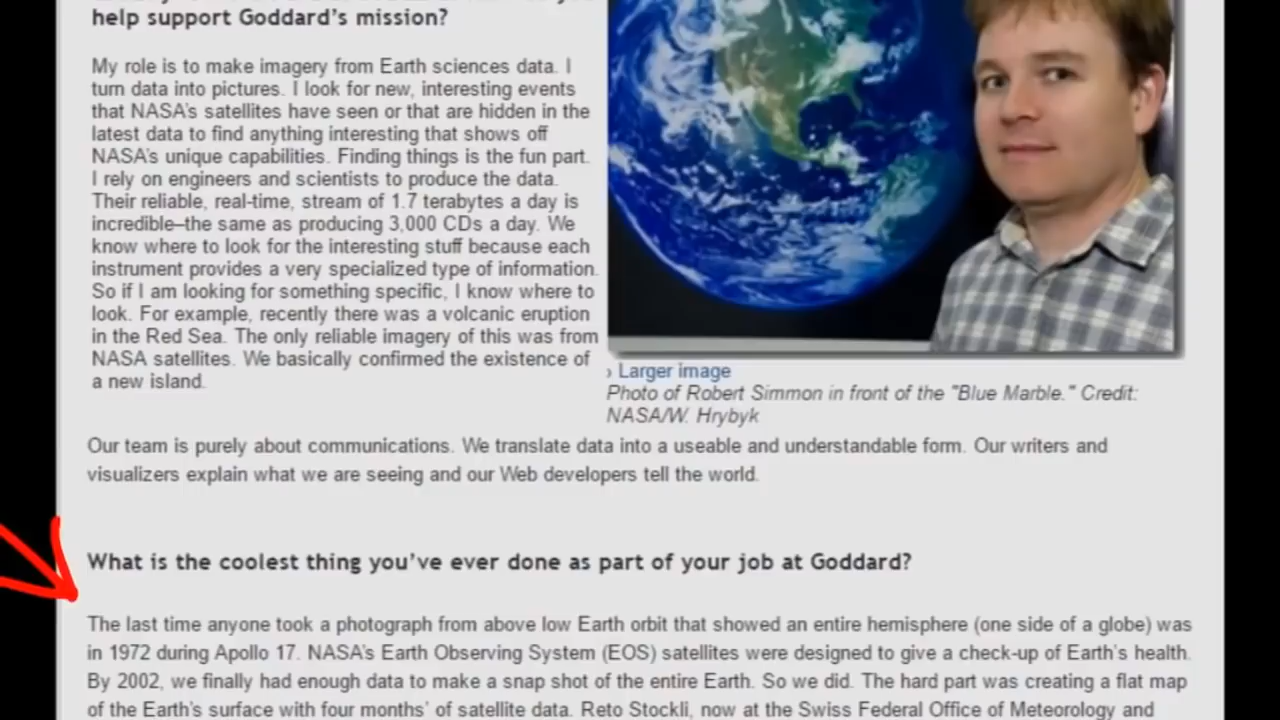 help support Goddard's mission?
My role is to make imagery from Earth sciences data. I
turn data into pictures. I look for new, interesting events
that NASA's satellites have seen or that are hidden in the
latest data to find anything interesting that shows off
NASA's unique capabilities. Finding things is the fun part.
I rely on engineers and scientists to produce the data.
Their reliable, real-time, stream of 1.7 terabytes a day is
incredible–the same as producing 3,000 CDs a day. We
know where to look for the interesting stuff because each
instrument provides a very specialized type of information.
So if I am looking for something specific, I know where to
look. For example, recently there was a volcanic eruption
in the Red Sea. The only reliable imagery of this was from
NASA satellites. We basically confirmed the existence of
a new island.
› Larger image
Photo of Robert Simmon in front of the "Blue Marble." Credit:
NASA/W. Hrybyk
Our team is purely about communications. We translate data into a useable and understandable form. Our writers and
visualizers explain what we are seeing and our Web developers tell the world.
What is the coolest thing you've ever done as part of your job at Goddard?
The last time anyone took a photograph from above low Earth orbit that showed an entire hemisphere (one side of a globe) was
in 1972 during Apollo 17. NASA's Earth Observing System (EOS) satellites were designed to give a check-up of Earth's health.
By 2002, we finally had enough data to make a snap shot of the entire Earth. So we did. The hard part was creating a flat map
of the Earth's surface with four months' of satellite data. Reto Stockli, now at the Swiss Federal Office of Meteorology and